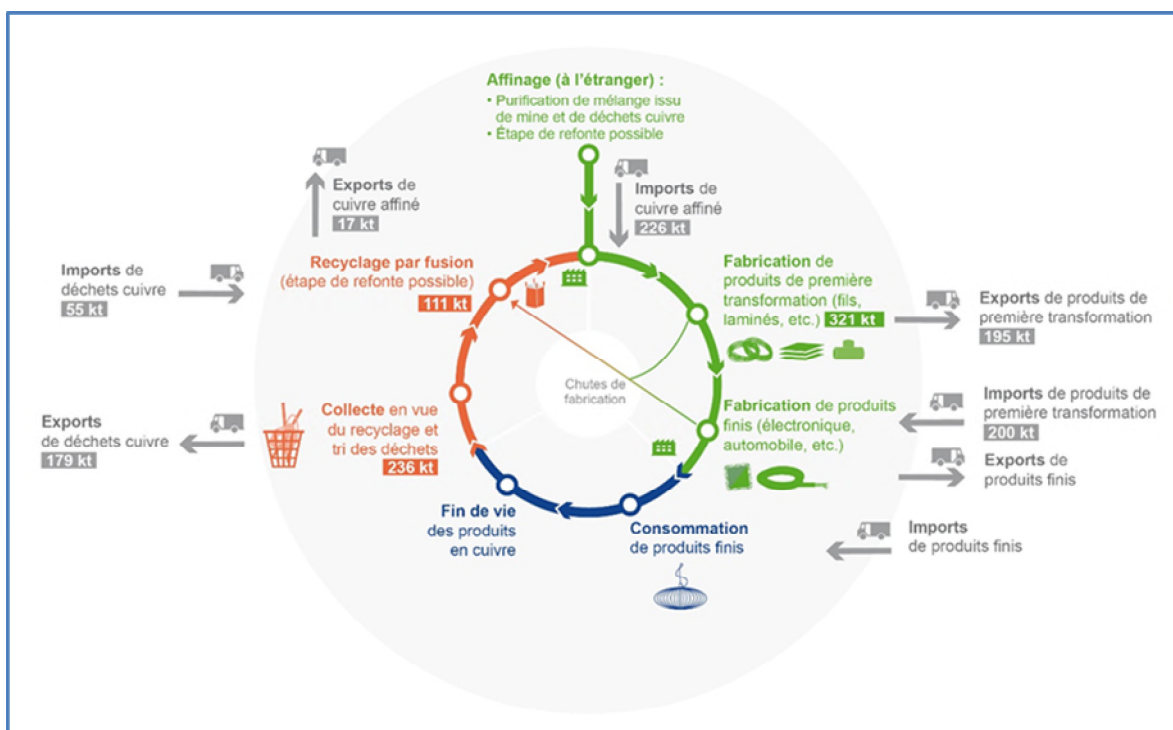 Affinage (à l'étranger) :
• Purification de mélange issu
de mine et de déchets cuivre
• Étape de refonte possible
Exports de
cuivre affiné
17 kt
Imports de
cuivre affiné
226 kt
Imports de
déchets cuivre
55 kt
Recyclage par fusion
(étape de refonte possible)
111 kt
Fabrication de
produits de première
transformation (fils,
laminés, etc.) 321 kt
Exports de produits de
première transformation
195 kt
Chutes de
fabrication
Imports de produits de
première transformation
200 kt
Exports
de déchets cuivre
179 kt
Collecte en vue
du recyclage et
tri des déchets
236 kt
Fabrication de produits
finis (électronique,
automobile, etc.)
Exports de
produits finis
Fin de vie
des produits
en cuivre
Consommation
de produits finis
Imports
de produits finis